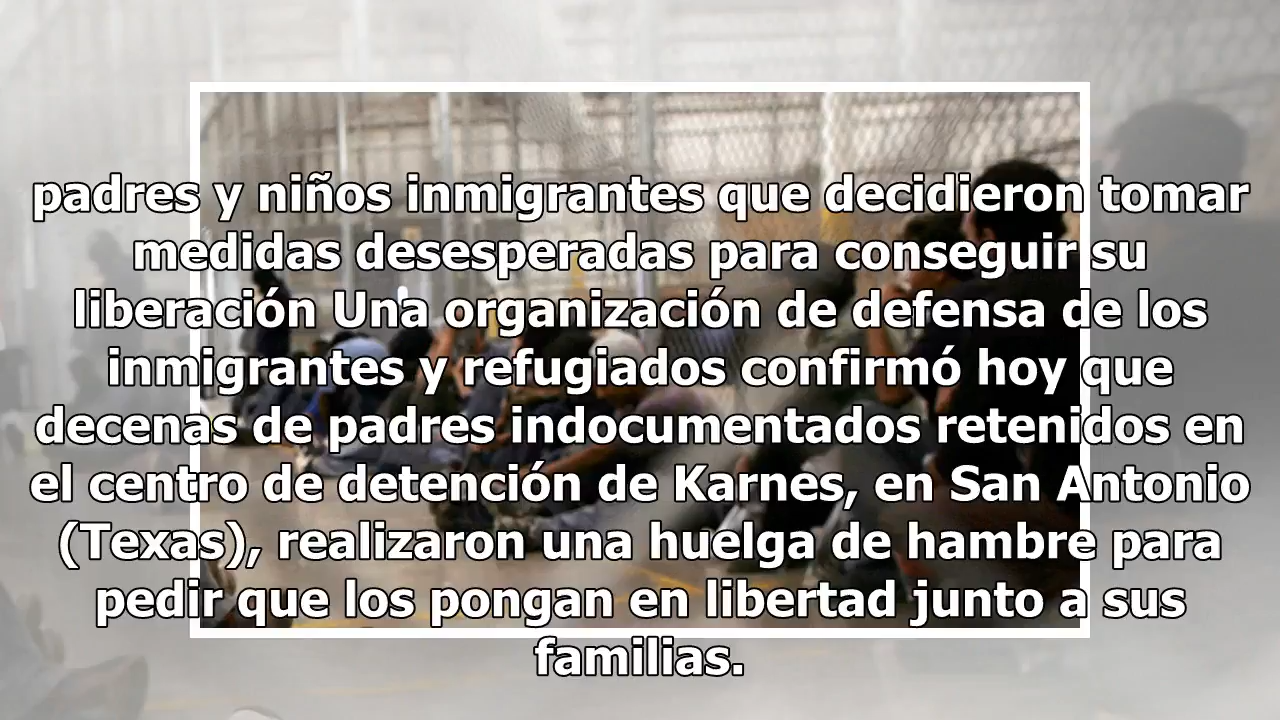 padres y niños inmigrantes que decidieron tomar
medidas desesperadas para conseguir su
liberación Una organización de defensa de los
inmigrantes y refugiados confirmó hoy que
decenas de padres indocumentados retenidos en
el centro de detención de Karnes, en San Antonio
(Texas), realizaron una huelga de hambre para
pedir que los pongan en libertad junto a sus
familias.